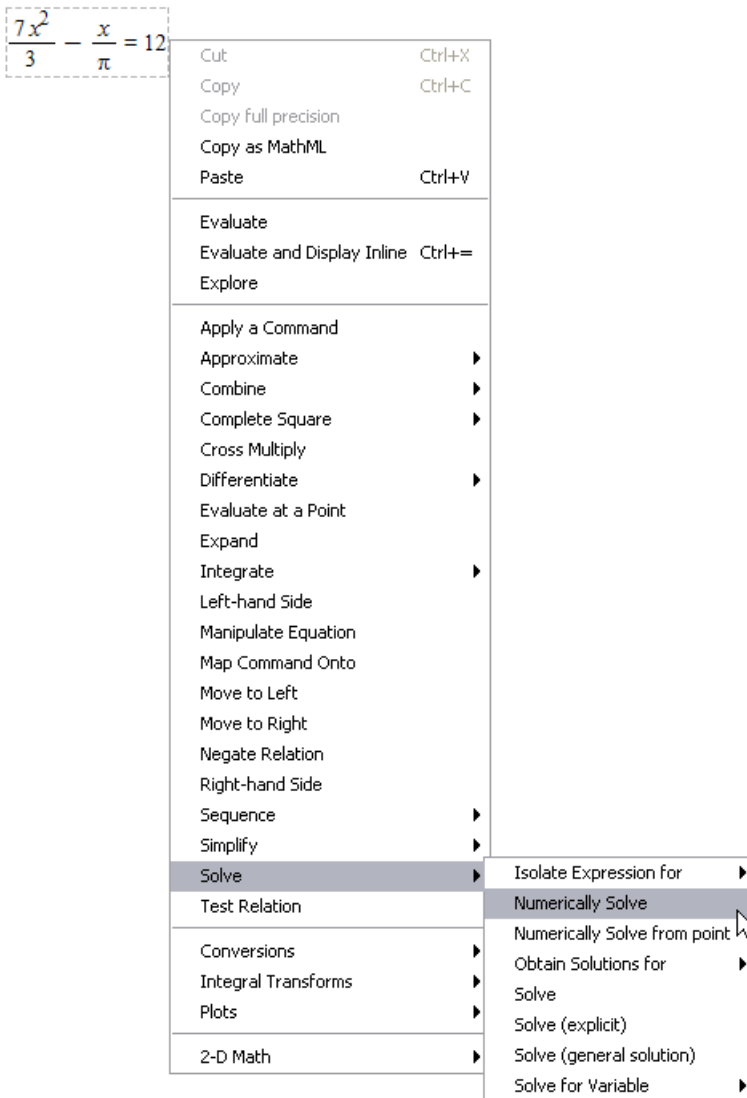 7x²/3 − x/π = 12
Cut Ctrl+X
Copy Ctrl+C
Copy full precision
Copy as MathML
Paste Ctrl+V
Evaluate
Evaluate and Display Inline Ctrl+=
Explore
Apply a Command
Approximate
Combine
Complete Square
Cross Multiply
Differentiate
Evaluate at a Point
Expand
Integrate
Left-hand Side
Manipulate Equation
Map Command Onto
Move to Left
Move to Right
Negate Relation
Right-hand Side
Sequence
Simplify
Solve
Test Relation
Conversions
Integral Transforms
Plots
2-D Math
Isolate Expression for
Numerically Solve
Numerically Solve from point
Obtain Solutions for
Solve
Solve (explicit)
Solve (general solution)
Solve for Variable